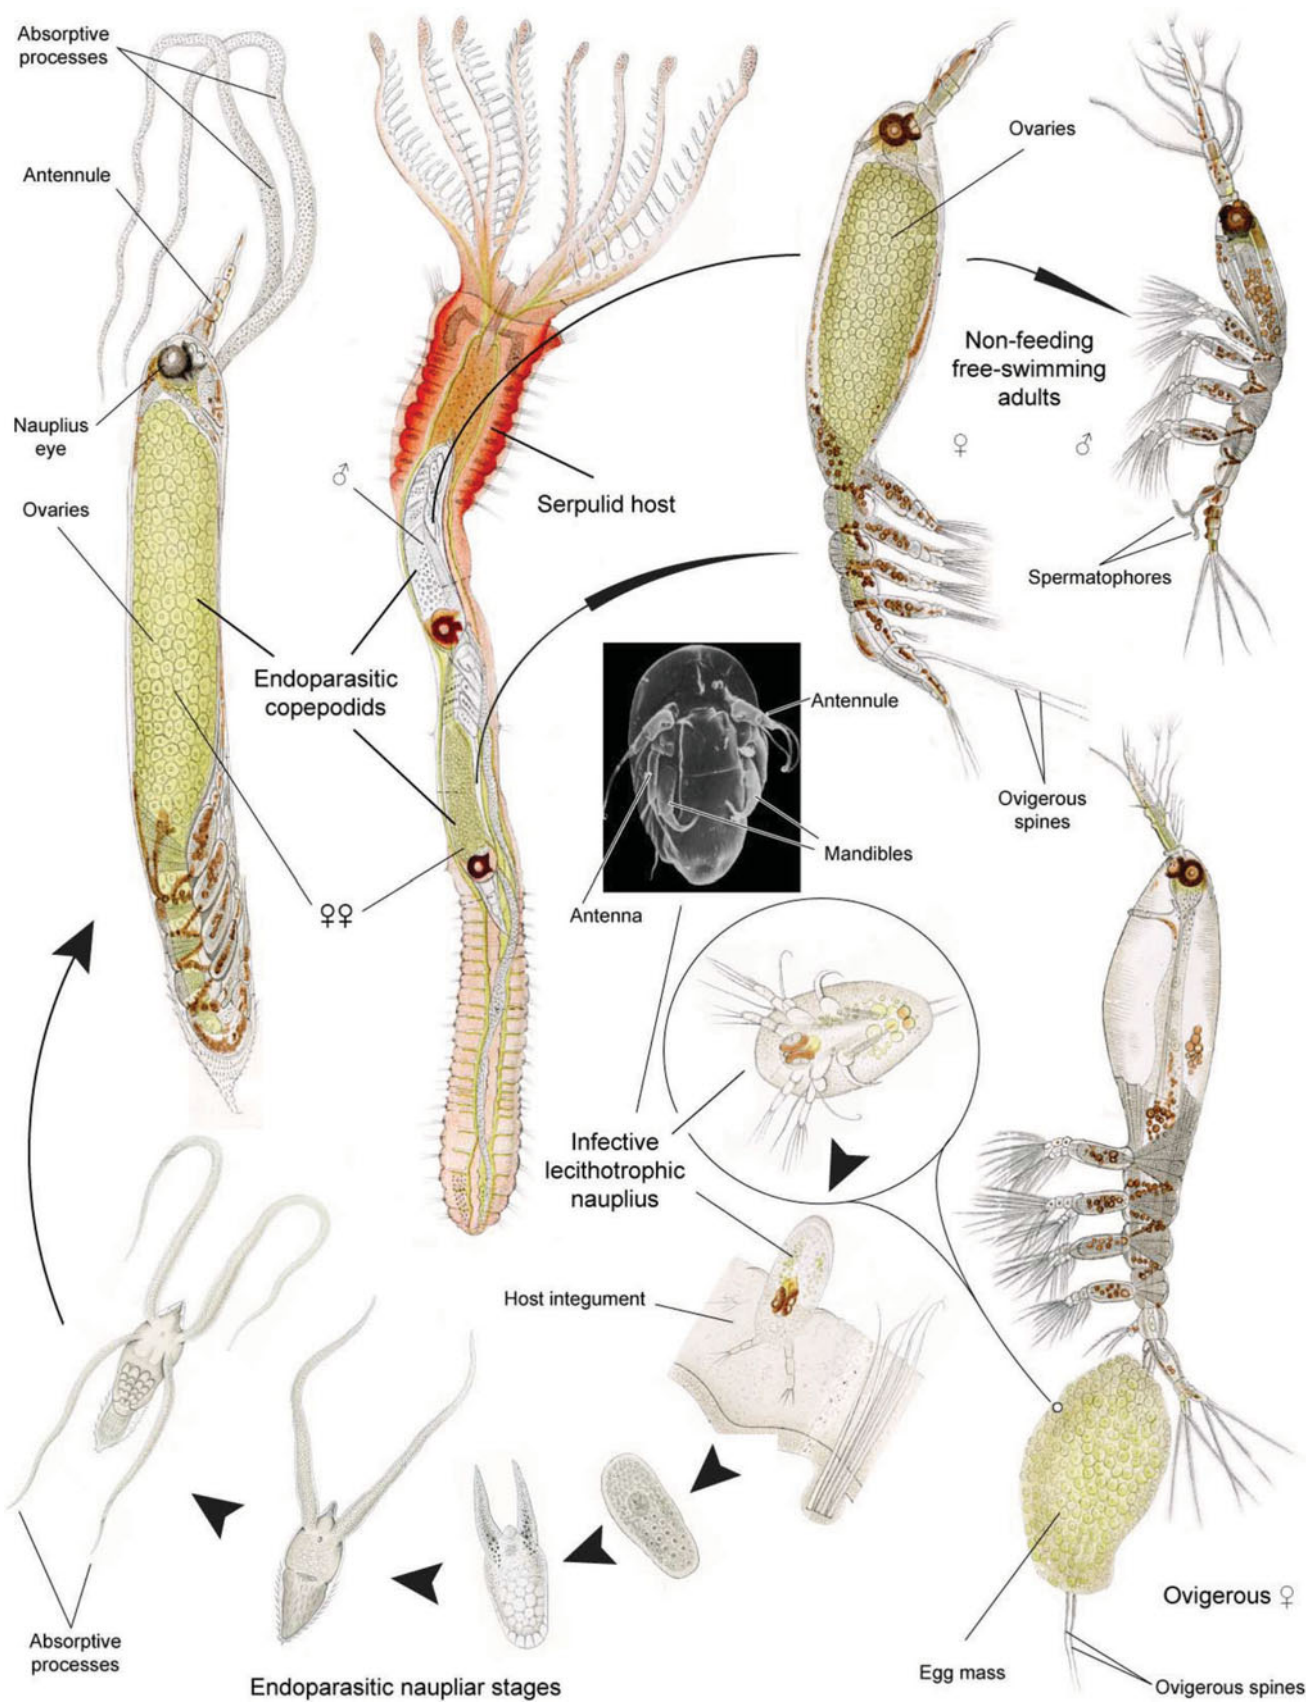 Absorptive
processes
Antennule
Nauplius
eye
Ovaries
♂
Serpulid host
Endoparasitic
copepodids
♀♀
Ovaries
Non-feeding
free-swimming
adults
♀
♂
Spermatophores
Ovigerous
spines
Antennule
Mandibles
Antenna
Infective
lecithotrophic
nauplius
Host integument
Absorptive
processes
Endoparasitic naupliar stages
Ovigerous ♀
Egg mass
Ovigerous spines